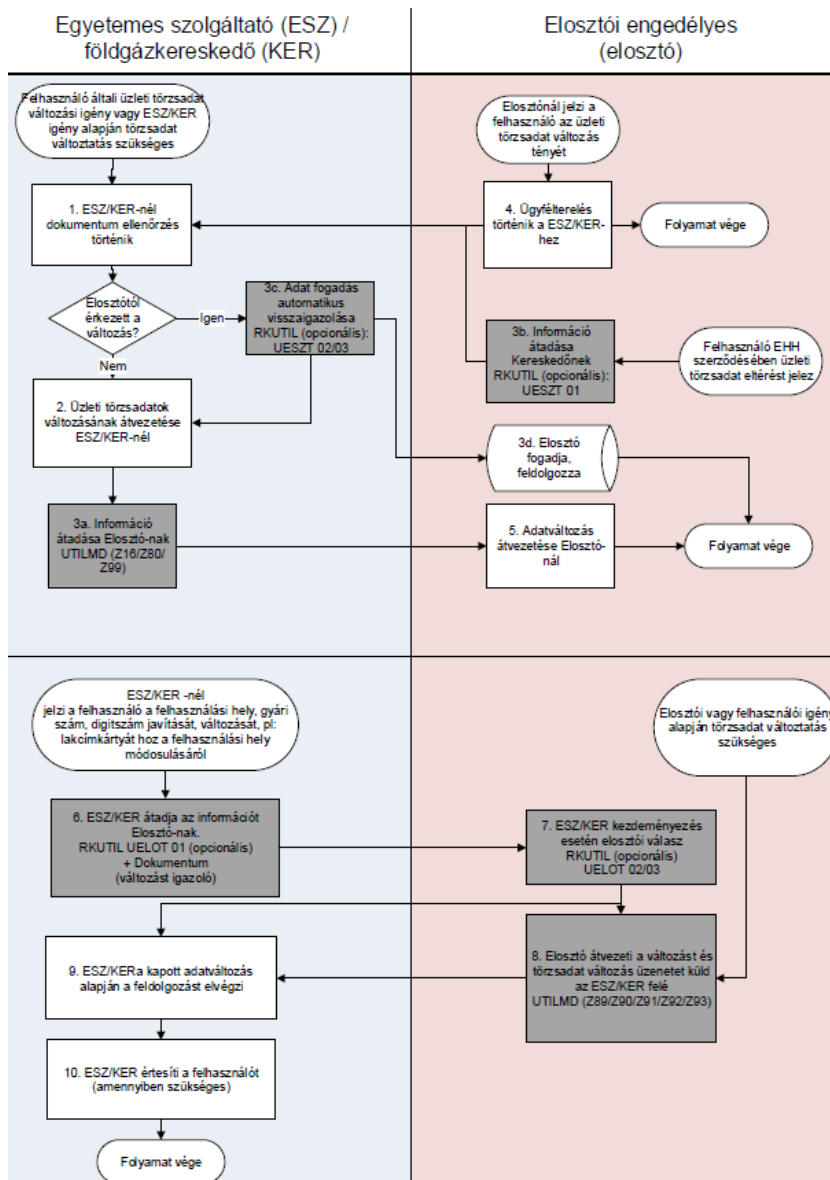 Egyetemes szolgáltató (ESZ) /
földgázkereskedő (KER)
Elosztói engedélyes
(elosztó)
Felhasználó általi üzleti törzsadat
változási igény vagy ESZ/KER
igény alapján törzsadat
változtatás szükséges
Elosztónál jelzi a
felhasználó az üzleti
törzsadat változás
tényét
1. ESZ/KER-nél
dokumentum ellenőrzés
történik
4. Ügyfélterelés
történik a ESZ/KER-
hez
Folyamat vége
Elosztótól
érkezett a
változás?
Igen
Nem
3c. Adat fogadás
automatikus
visszaigazolása
RKUTIL (opcionális):
UESZT 02/03
3b. Információ
átadása
Kereskedőnek
RKUTIL (opcionális):
UESZT 01
Felhasználó EHH
szerződésében üzleti
törzsadat eltérést jelez
2. Üzleti törzsadatok
változásának átvezetése
ESZ/KER-nél
3d. Elosztó
fogadja,
feldolgozza
3a. Információ
átadása Elosztó-nak
UTILMD (Z16/Z80/
Z99)
5. Adatváltozás
átvezetése Elosztó-
nál
Folyamat vége
ESZ/KER -nél
jelzi a felhasználó a felhasználási hely, gyári
szám, digitszám javítását, változását, pl:
lakcímkártyát hoz a felhasználási hely
módosulásáról
Elosztói vagy felhasználói igény
alapján törzsadat változtatás
szükséges
6. ESZ/KER átadja az információt
Elosztó-nak.
RKUTIL UELOT 01 (opcionális)
+ Dokumentum
(változást igazoló)
7. ESZ/KER kezdeményezés
esetén elosztói válasz
RKUTIL (opcionális)
UELOT 02/03
9. ESZ/KERa kapott adatváltozás
alapján a feldolgozást elvégzi
8. Elosztó átvezeti a változást és
törzsadat változás üzenetet küld
az ESZ/KER felé
UTILMD (Z89/Z90/Z91/Z92/Z93)
10. ESZ/KER értesíti a felhasználót
(amennyiben szükséges)
Folyamat vége